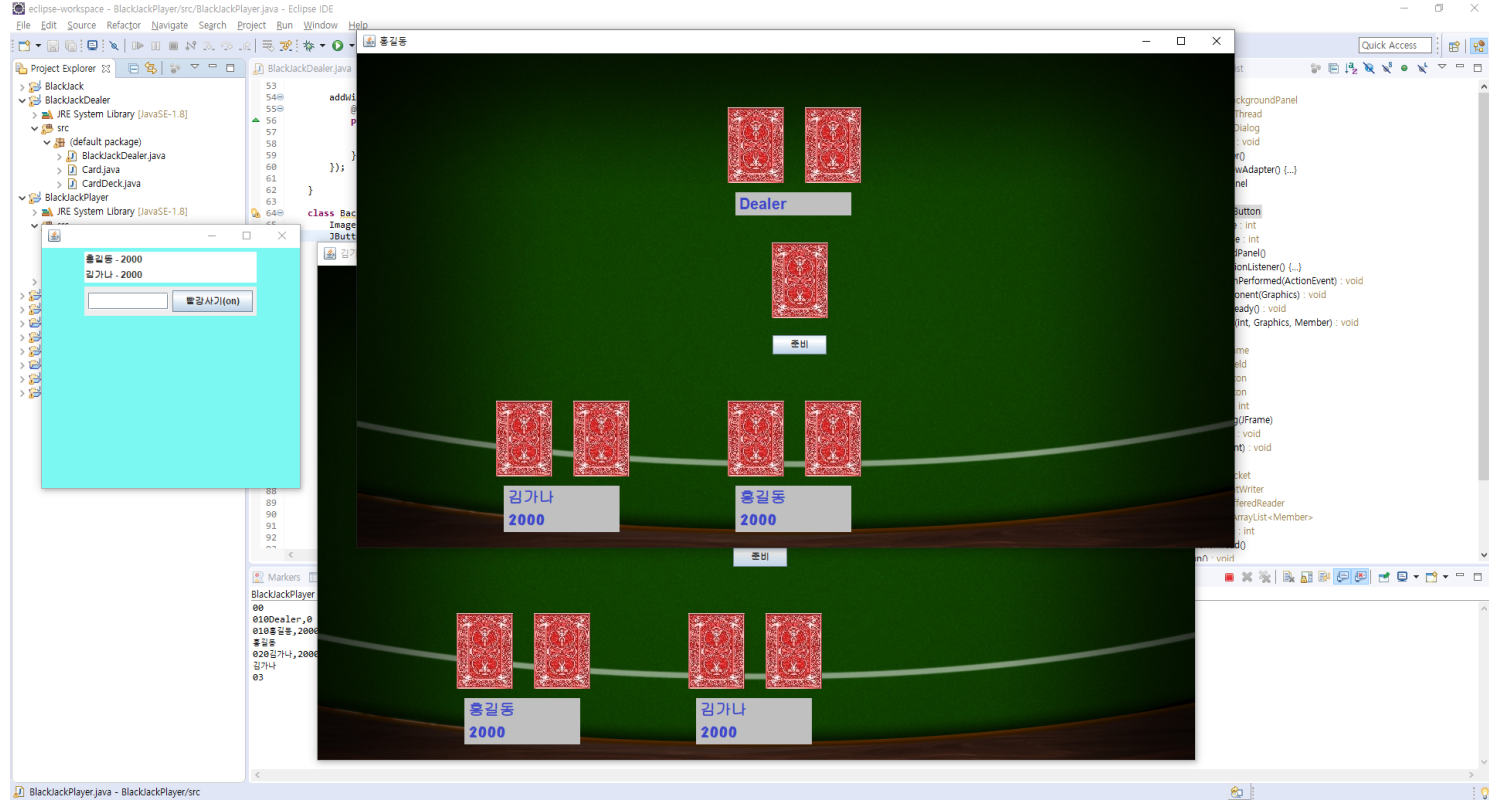 eclipse-workspace - BlackJackPlayer/src/BlackJackPlayer.java - Eclipse IDE
File Edit Source Refactor Navigate Search Project Run Window Help
Quick Access
Project Explorer
BlackJack
BlackJackDealer
JRE System Library [JavaSE-1.8]
src
(default package)
BlackJackDealer.java
Card.java
CardDeck.java
BlackJackPlayer
JRE System Library [JavaSE-1.8]
홍길동 - 2000
김가나 - 2000
빨강사기(on)
BlackJackDealer.java
53
54 addWi
55 @
56
57
58
59 }
60 });
61
62 }
63
64 class Bac
Image
JButt
88
89
90
91
92
홍길동
Dealer
준비
김가나
2000
홍길동
2000
준비
홍길동
2000
김가나
2000
ckgroundPanel
Thread
Dialog
: void
r()
wAdapter() {...}
nel
Button
e : int
e : int
dPanel()
ionListener() {...}
nPerformed(ActionEvent) : void
onent(Graphics) : void
eady() : void
(int, Graphics, Member) : void
me
eld
ton
ton
: int
g(JFrame)
: void
nt) : void
cket
ntWriter
fferedReader
ArrayList<Member>
: int
d()
on() : void
Markers
BlackJackPlayer
00
010Dealer,0
010홍길동,2000
홍길동
020김가나,2000
김가나
03
BlackJackPlayer.java - BlackJackPlayer/src